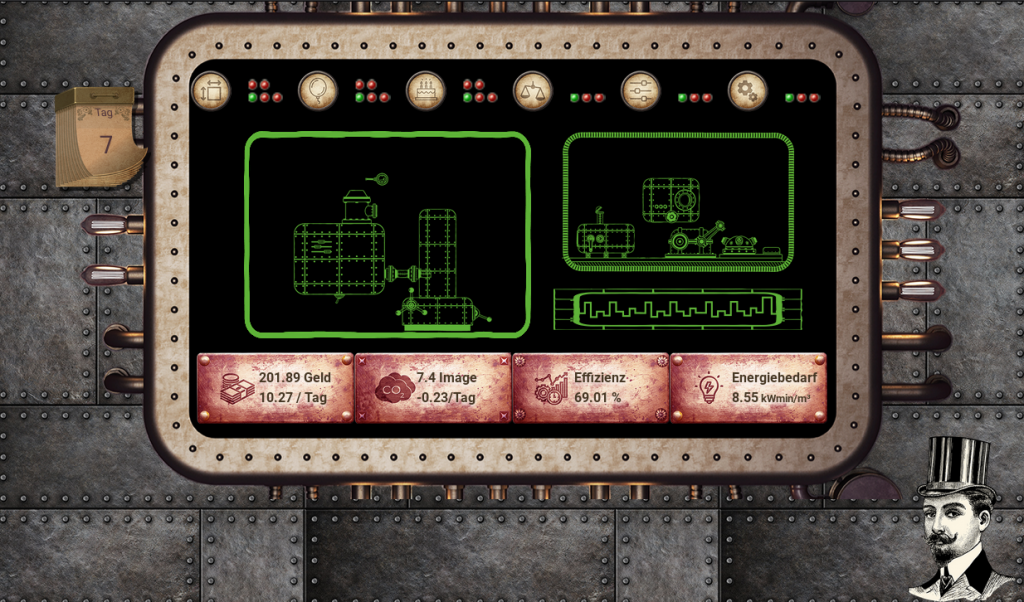 Tag
7
201.89 Geld
10.27 / Tag
7.4 Image
-0.23/Tag
Effizienz
69.01 %
Energiebedarf
8.55 kWmin/m³